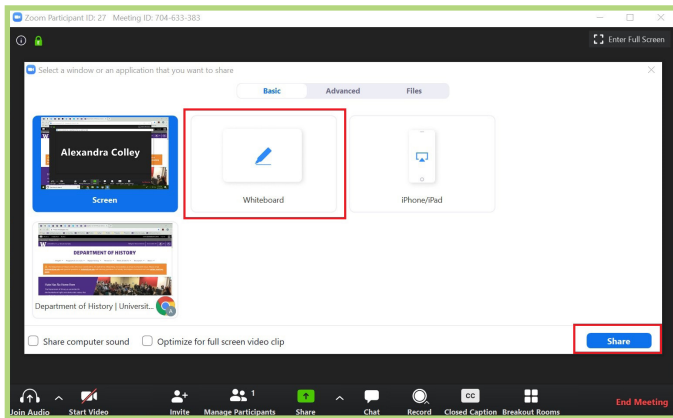 Zoom Participant ID: 27 Meeting ID: 704-633-383
Enter Full Screen
Select a window or an application that you want to share
Basic Advanced Files
Alexandra Colley
Screen Whiteboard iPhone/iPad
W
DEPARTMENT OF HISTORY
Department of History | Universit...
Share computer sound Optimize for full screen video clip Share
1
CC
Join Audio Start Video Invite Manage Participants Share Chat Record Closed Caption Breakout Rooms End Meeting